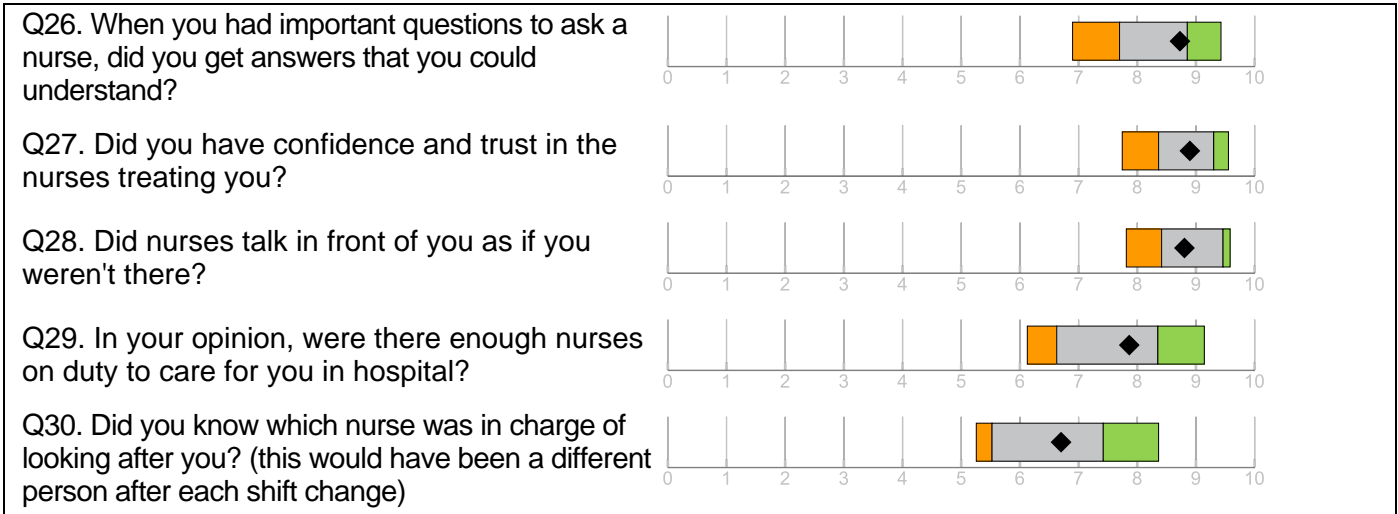 Q26. When you had important questions to ask a
nurse, did you get answers that you could
understand?
0 1 2 3 4 5 6 7 8 9 10
Q27. Did you have confidence and trust in the
nurses treating you?
0 1 2 3 4 5 6 7 8 9 10
Q28. Did nurses talk in front of you as if you
weren't there?
0 1 2 3 4 5 6 7 8 9 10
Q29. In your opinion, were there enough nurses
on duty to care for you in hospital?
0 1 2 3 4 5 6 7 8 9 10
Q30. Did you know which nurse was in charge of
looking after you? (this would have been a different
person after each shift change)
0 1 2 3 4 5 6 7 8 9 10